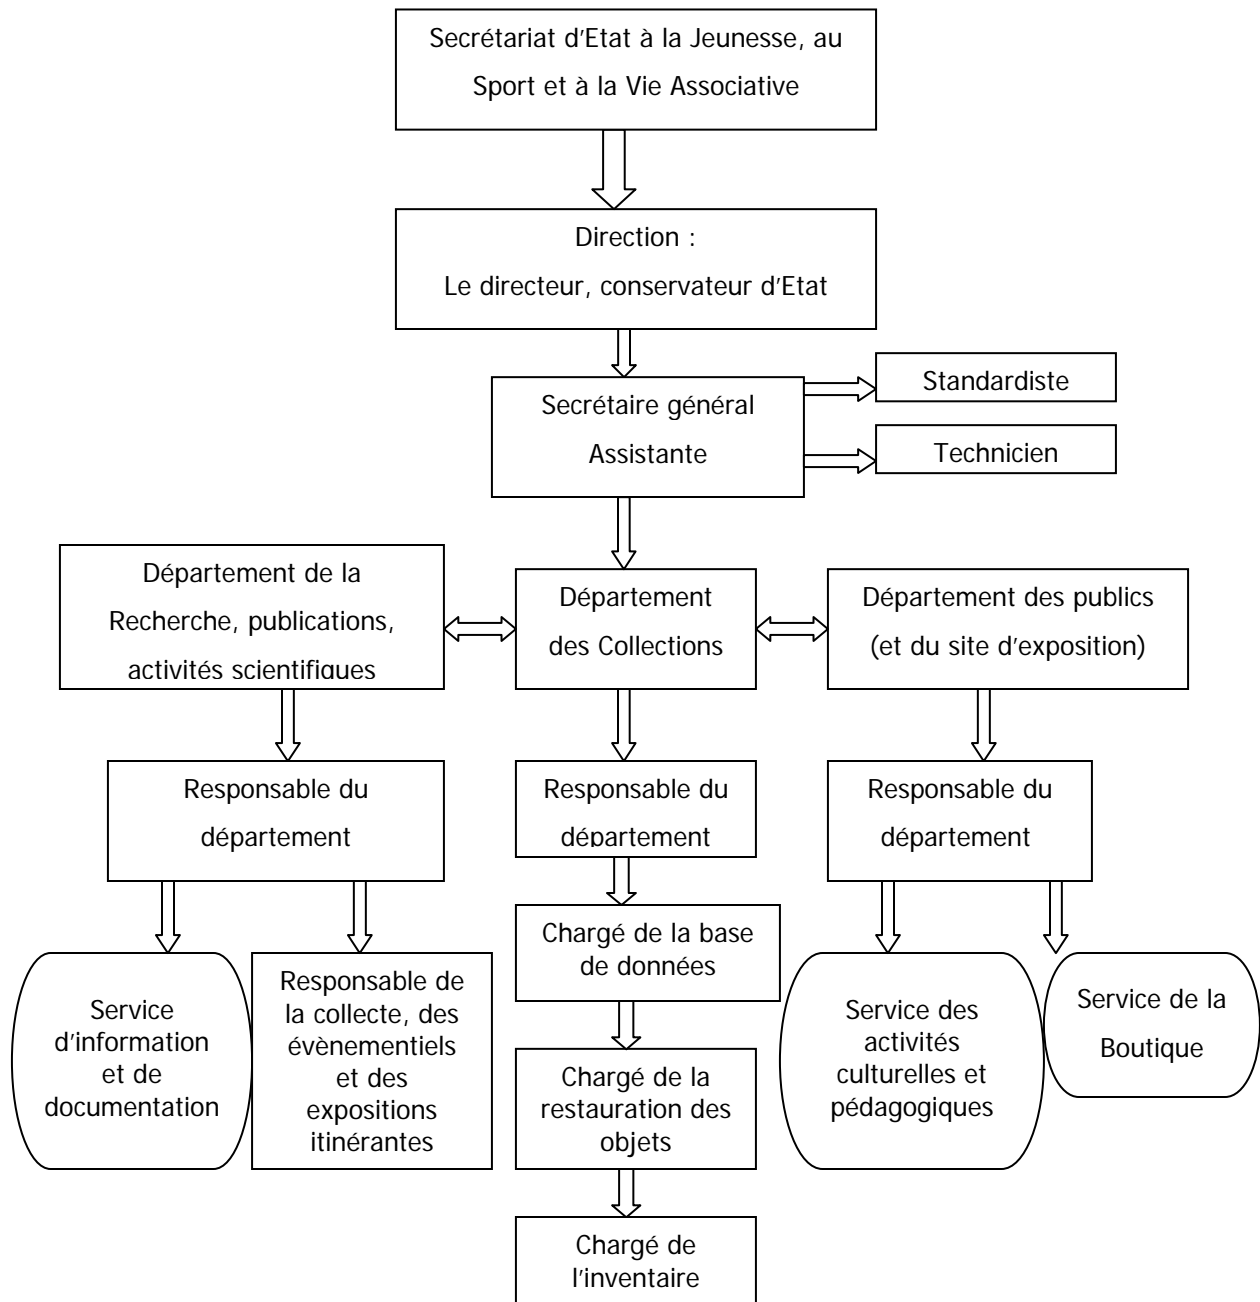 Secrétariat d'Etat à la Jeunesse, au
Sport et à la Vie Associative
Direction :
Le directeur, conservateur d'Etat
Secrétaire général
Assistante
Standardiste
Technicien
Département de la
Recherche, publications,
activités scientifiques
Département
des Collections
Département des publics
(et du site d'exposition)
Responsable du
département
Responsable du
département
Responsable du
département
Service
d'information
et de
documentation
Responsable de
la collecte, des
évènementiels
et des
expositions
itinérantes
Chargé de la base
de données
Chargé de la
restauration des
objets
Chargé de
l'inventaire
Service des
activités
culturelles et
pédagogiques
Service de la
Boutique